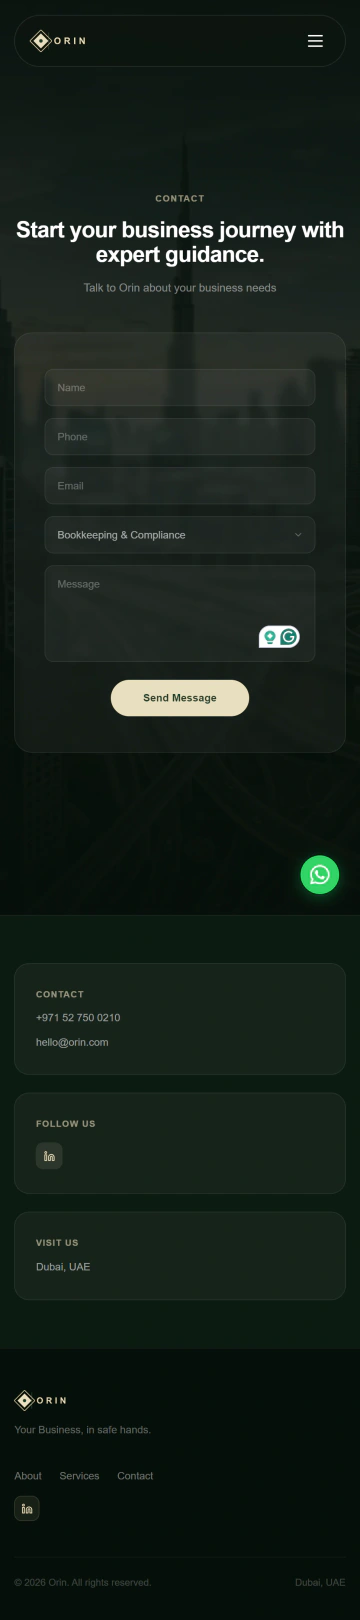 ORIN
CONTACT
Start your business journey with
expert guidance.
Talk to Orin about your business needs
Name
Phone
Email
Bookkeeping & Compliance
Message
Send Message
CONTACT
+971 52 750 0210
hello@orin.com
FOLLOW US
in
VISIT US
Dubai, UAE
ORIN
Your Business, in safe hands.
About Services Contact
in
© 2026 Orin. All rights reserved. Dubai, UAE